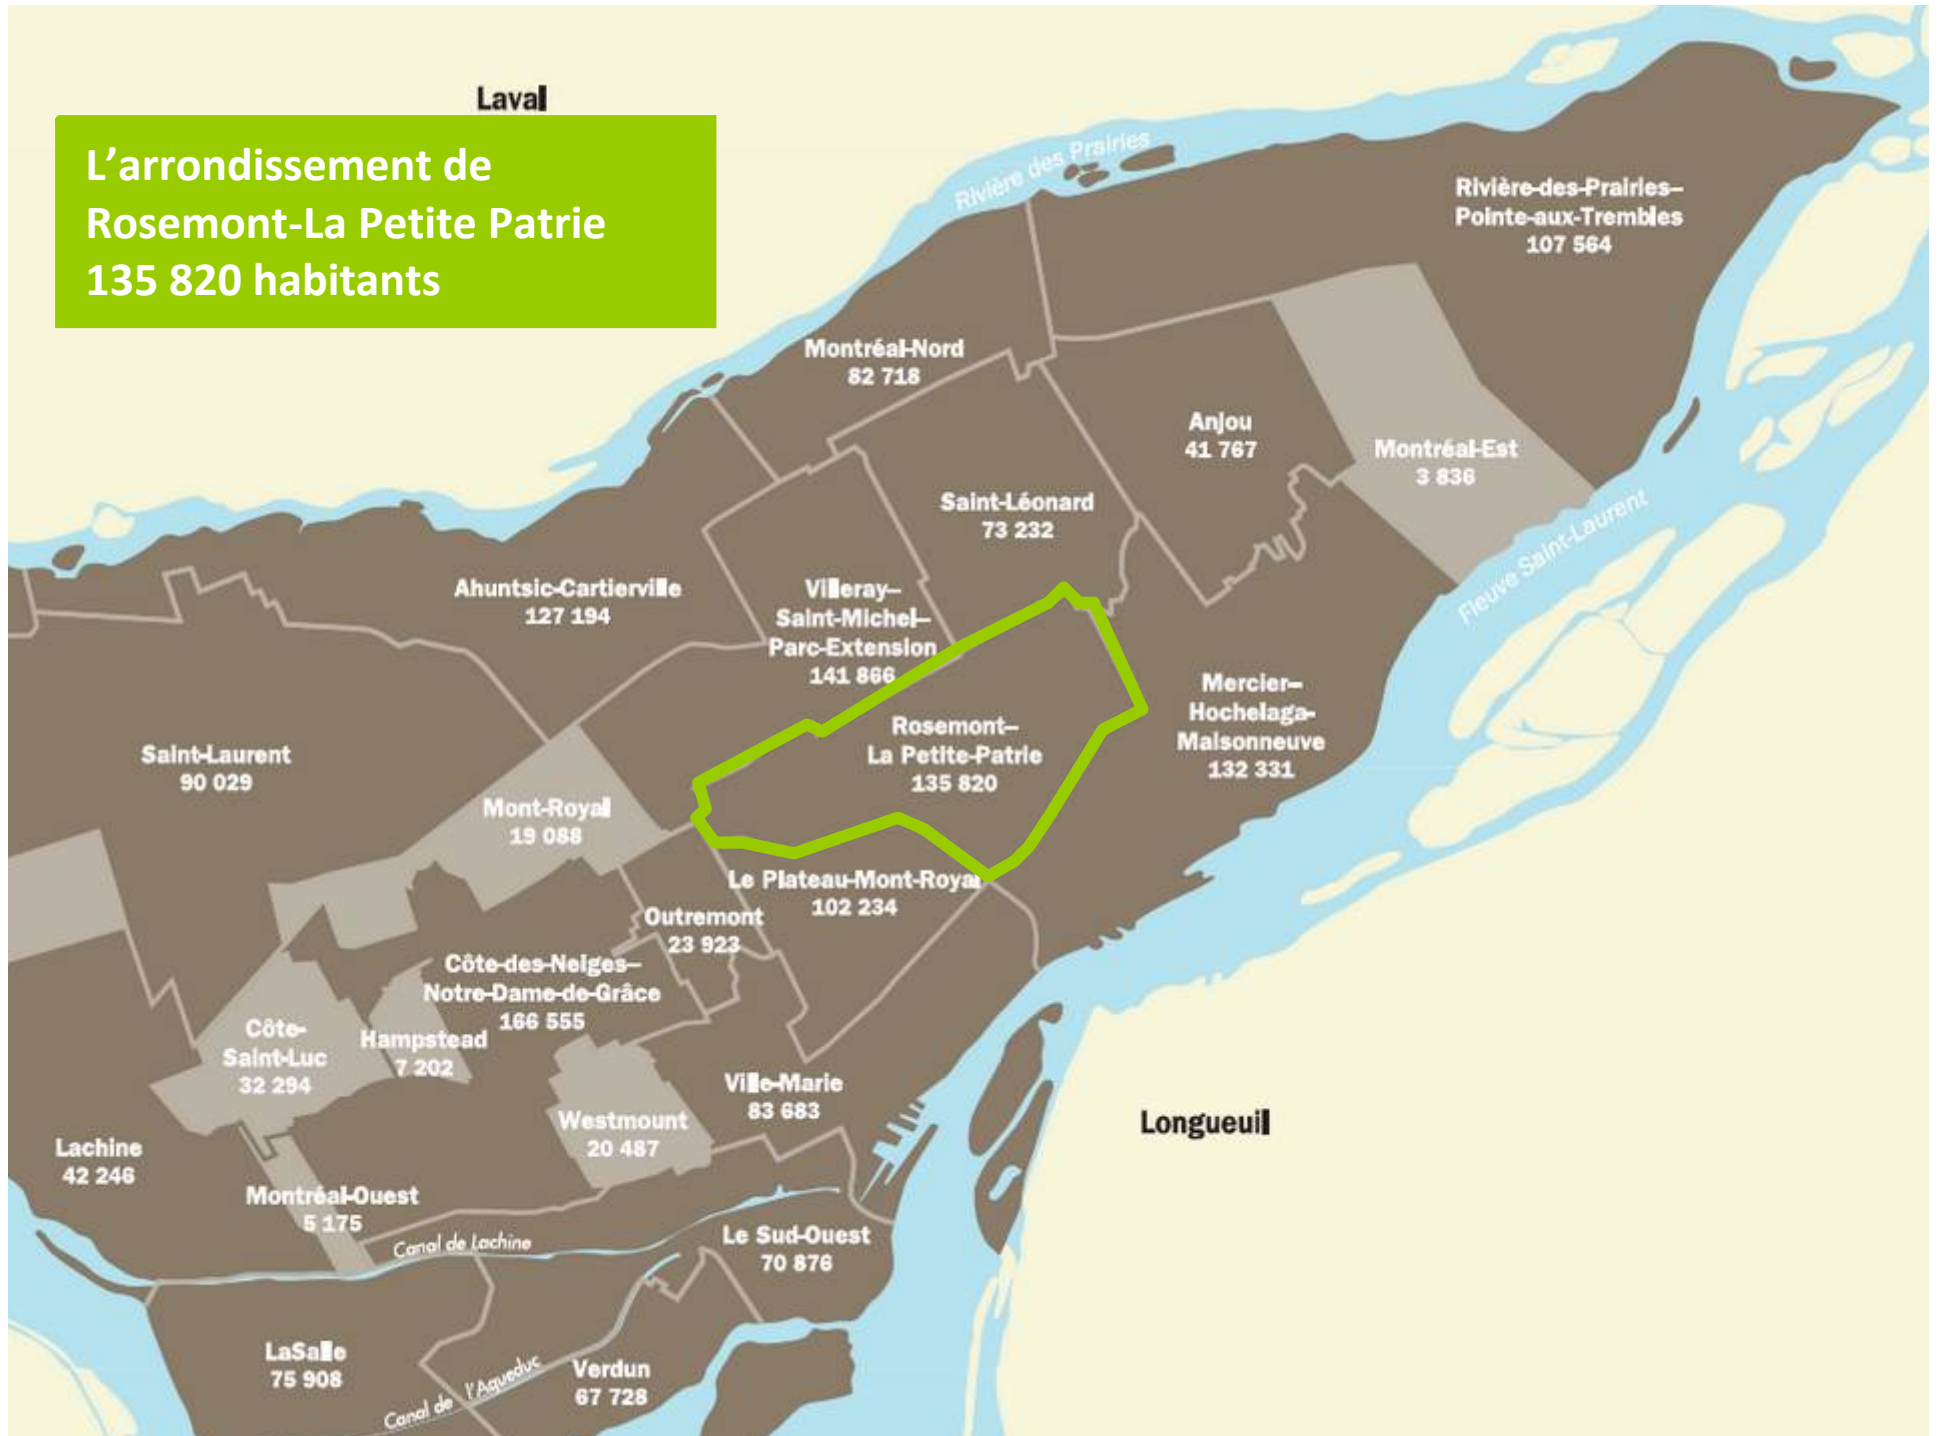 Laval
L'arrondissement de
Rosemont-La Petite Patrie
135 820 habitants
Rivière des Prairies
Rivière-des-Prairies–
Pointe-aux-Trembles
107 564
Montréal-Nord
82 718
Anjou
41 767
Montréal-Est
3 836
Saint-Léonard
73 232
Fleuve Saint-Laurent
Ahuntsic-Cartierville
127 194
Villeray–
Saint-Michel–
Parc-Extension
141 866
Mercier–
Hochelaga-
Maisonneuve
132 331
Rosemont–
La Petite-Patrie
135 820
Saint-Laurent
90 029
Mont-Royal
19 088
Le Plateau-Mont-Royal
102 234
Outremont
23 923
Côte-des-Neiges–
Notre-Dame-de-Grâce
166 555
Côte-
Saint-Luc
32 294
Hampstead
7 202
Ville-Marie
83 683
Westmount
20 487
Longueuil
Lachine
42 246
Montréal-Ouest
5 175
Canal de Lachine
Le Sud-Ouest
70 876
LaSalle
75 908
Canal de l'Aqueduc
Verdun
67 728